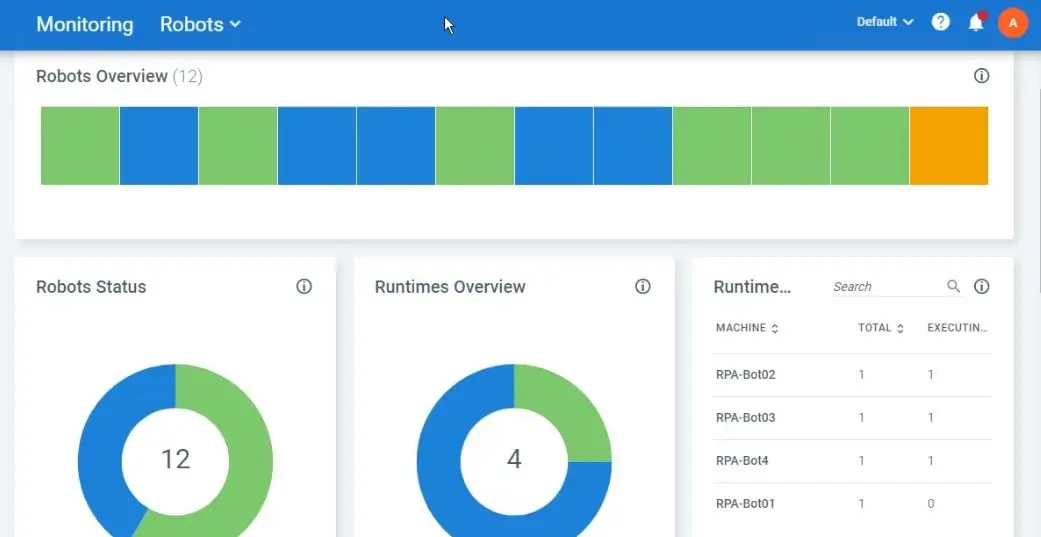 Monitoring Robots Default ? A
Robots Overview (12)
Robots Status
12
Runtimes Overview
4
Runtime... Search
MACHINE TOTAL EXECUTIN...
RPA-Bot02 1 1
RPA-Bot03 1 1
RPA-Bot4 1 1
RPA-Bot01 1 0